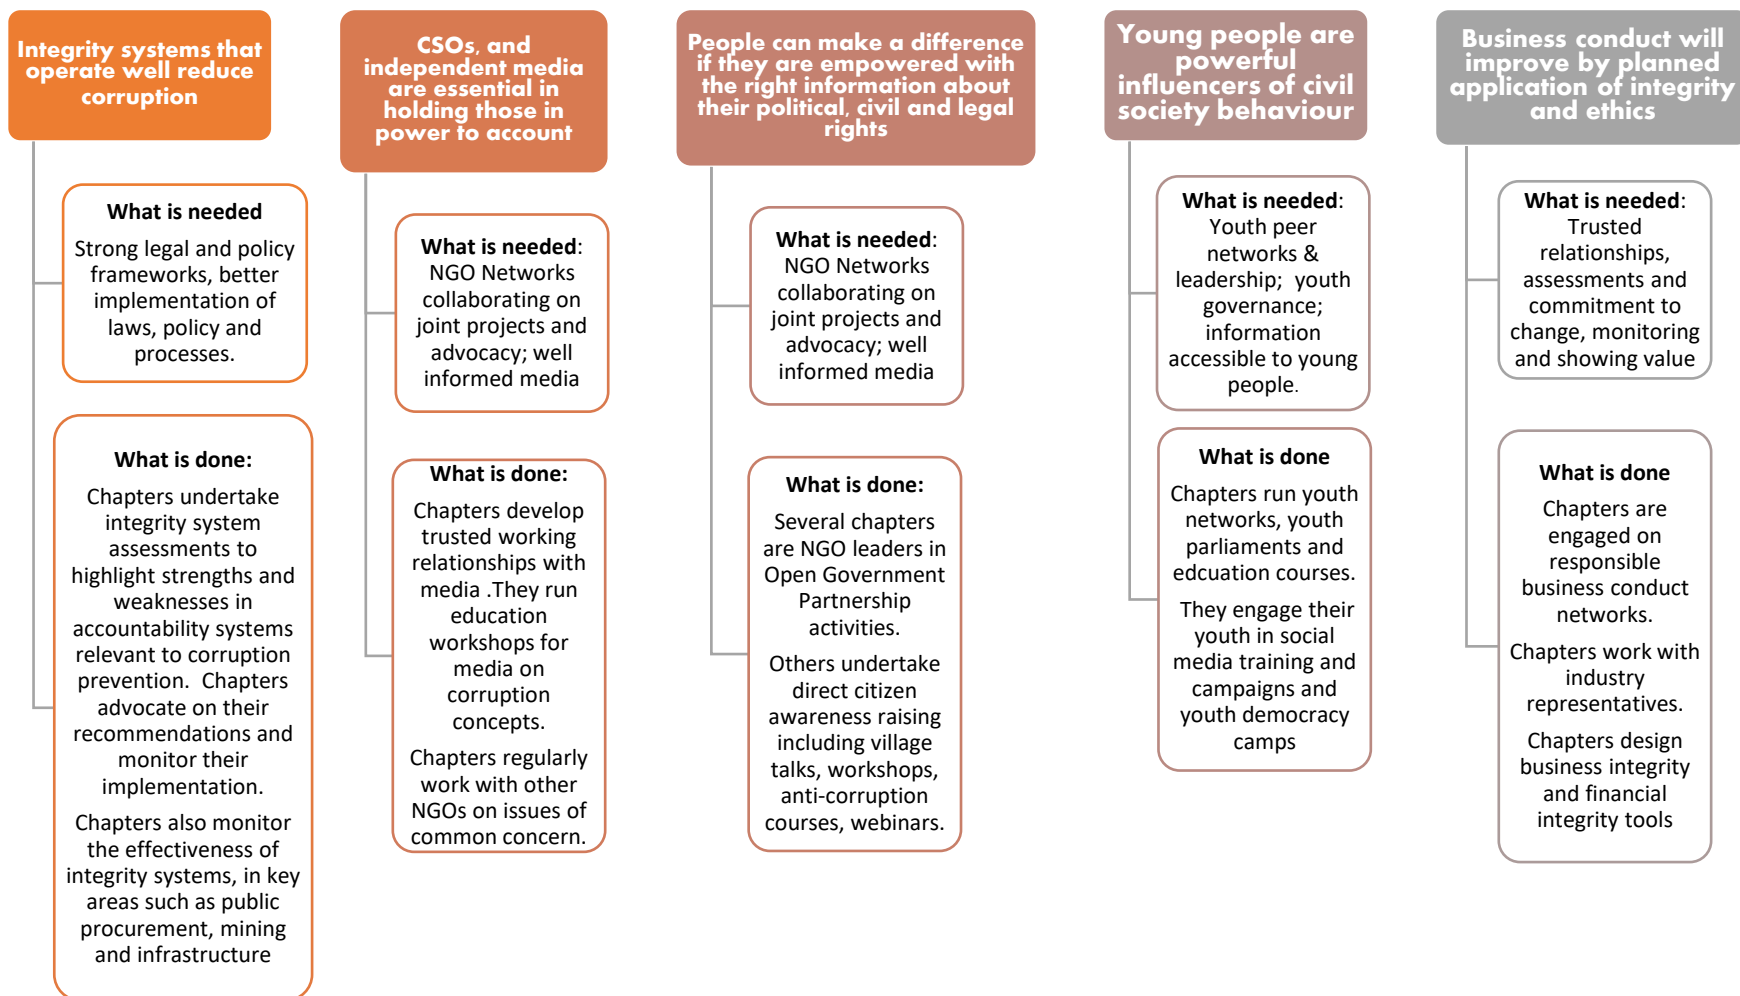 Integrity systems that
operate well reduce
corruption
What is needed
Strong legal and policy
frameworks, better
implementation of
laws, policy and
processes.
What is done:
Chapters undertake
integrity system
assessments to
highlight strengths and
weaknesses in
accountability systems
relevant to corruption
prevention.  Chapters
advocate on their
recommendations and
monitor their
implementation.
Chapters also monitor
the effectiveness of
integrity systems, in key
areas such as public
procurement, mining
and infrastructure
CSOs, and
independent media
are essential in
holding those in
power to account
What is needed:
NGO Networks
collaborating on
joint projects and
advocacy; well
informed media
What is done:
Chapters develop
trusted working
relationships with
media .They run
education
workshops for
media on
corruption
concepts.
Chapters regularly
work with other
NGOs on issues of
common concern.
People can make a difference
if they are empowered with
the right information about
their political, civil and legal
rights
What is needed:
NGO Networks
collaborating on
joint projects and
advocacy; well
informed media
What is done:
Several chapters
are NGO leaders in
Open Government
Partnership
activities.
Others undertake
direct citizen
awareness raising
including village
talks, workshops,
anti-corruption
courses, webinars.
Young people are
powerful
influencers of civil
society behaviour
What is needed:
Youth peer
networks &
leadership;  youth
governance;
information
accessible to young
people.
What is done
Chapters run youth
networks, youth
parliaments and
edcuation courses.
They engage their
youth in social
media training and
campaigns and
youth democracy
camps
Business conduct will
improve by planned
application of integrity
and ethics
What is needed:
Trusted
relationships,
assessments and
commitment to
change, monitoring
and showing value
What is done
Chapters are
engaged on
responsible
business conduct
networks.
Chapters work with
industry
representatives.
Chapters design
business integrity
and financial
integrity tools